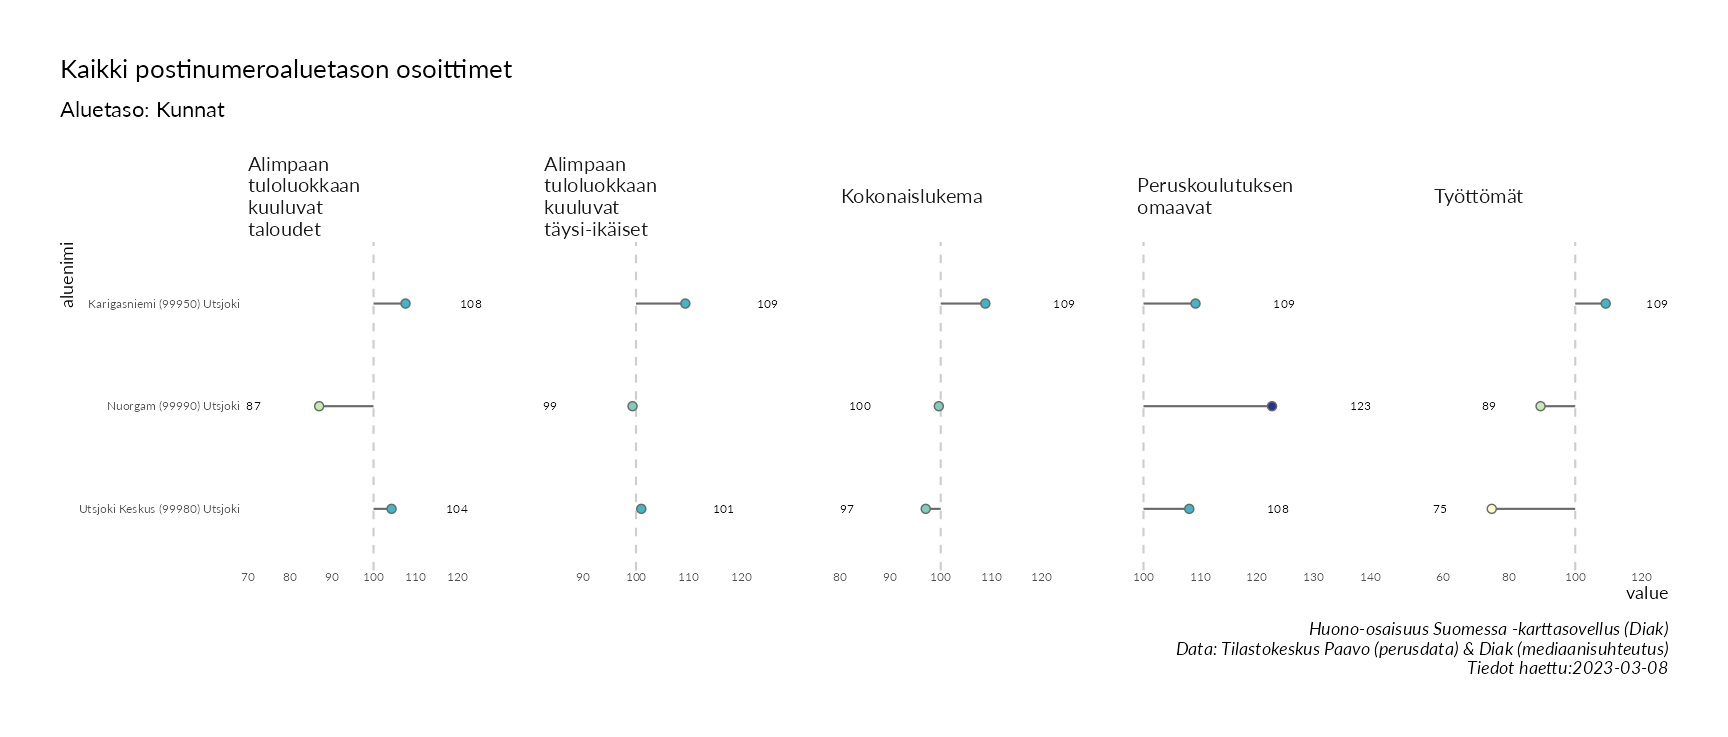 Kaikki postinumeroaluetason osoittimet
Aluetaso: Kunnat
Alimpaan
tuloluokkaan
kuuluvat
taloudet
Alimpaan
tuloluokkaan
kuuluvat
täysi-ikäiset
Kokonaislukema
Peruskoulutuksen
omaavat
Työttömät
aluenimi
Karigasniemi (99950) Utsjoki 108 109 109 109 109
Nuorgam (99990) Utsjoki 87 99 100 123 89
Utsjoki Keskus (99980) Utsjoki 104 101 97 108 75
70 80 90 100 110 120 90 100 110 120 80 90 100 110 120 100 110 120 130 140 60 80 100 120
value
Huono-osaisuus Suomessa -karttasovellus (Diak)
Data: Tilastokeskus Paavo (perusdata) & Diak (mediaanisuhteutus)
Tiedot haettu:2023-03-08